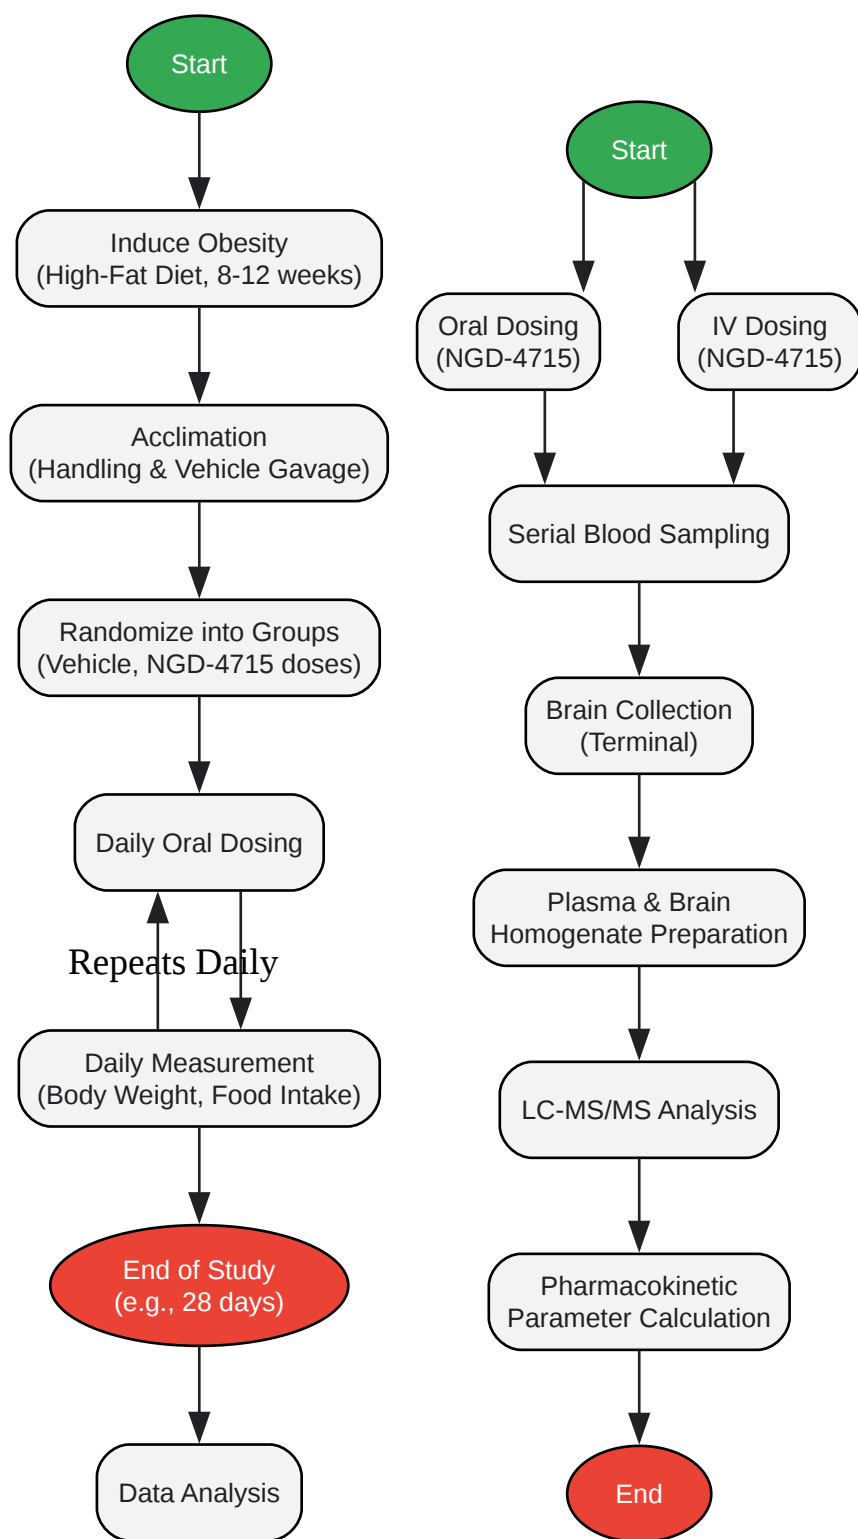 Start
Induce Obesity
(High-Fat Diet, 8-12 weeks)
Acclimation
(Handling & Vehicle Gavage)
Randomize into Groups
(Vehicle, NGD-4715 doses)
Daily Oral Dosing
Repeats Daily
Daily Measurement
(Body Weight, Food Intake)
End of Study
(e.g., 28 days)
Data Analysis
Start
Oral Dosing
(NGD-4715)
IV Dosing
(NGD-4715)
Serial Blood Sampling
Brain Collection
(Terminal)
Plasma & Brain
Homogenate Preparation
LC-MS/MS Analysis
Pharmacokinetic
Parameter Calculation
End